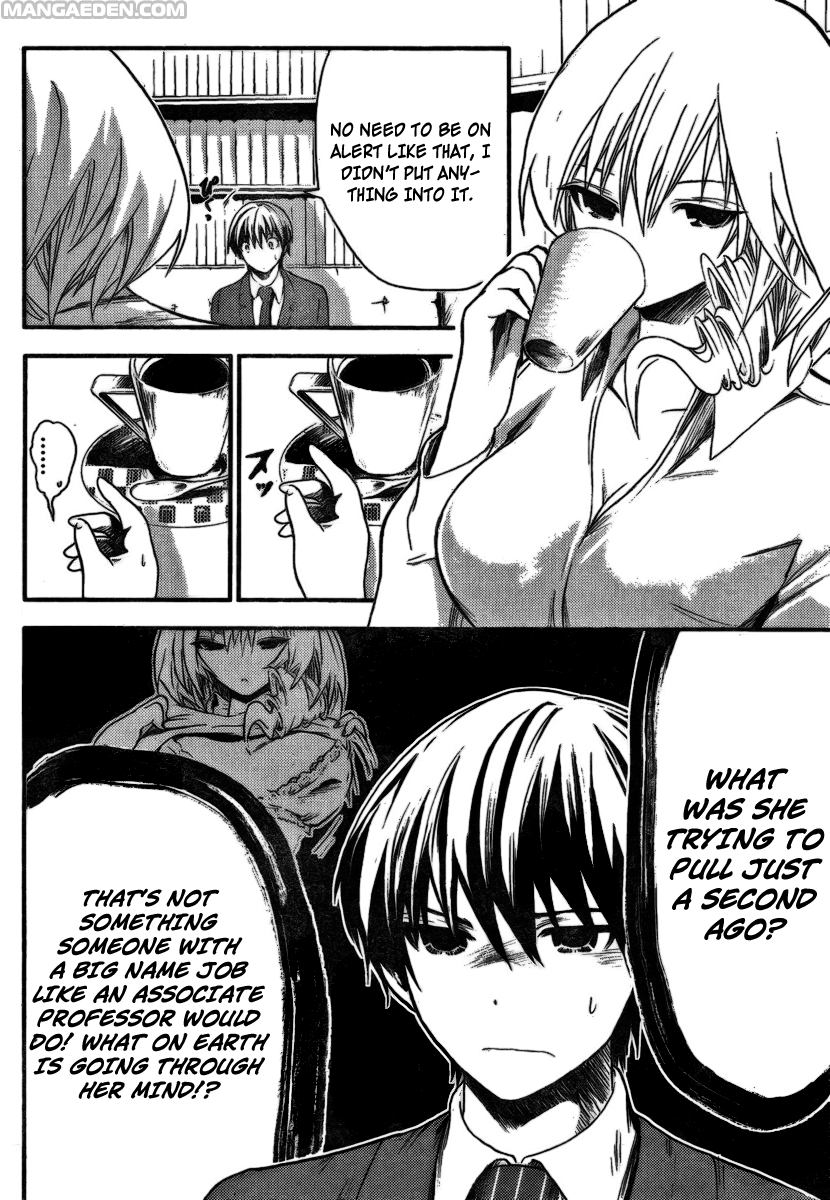 MANGAEDEN.COM
NO NEED TO BE ON
ALERT LIKE THAT, I
DIDN'T PUT ANY-
THING INTO IT.
スッ
WHAT
WAS SHE
TRYING TO
PULL JUST
A SECOND
AGO?
THAT'S NOT
SOMETHING
SOMEONE WITH
A BIG NAME JOB
LIKE AN ASSOCIATE
PROFESSOR WOULD
DO! WHAT ON EARTH
IS GOING THROUGH
HER MIND!?